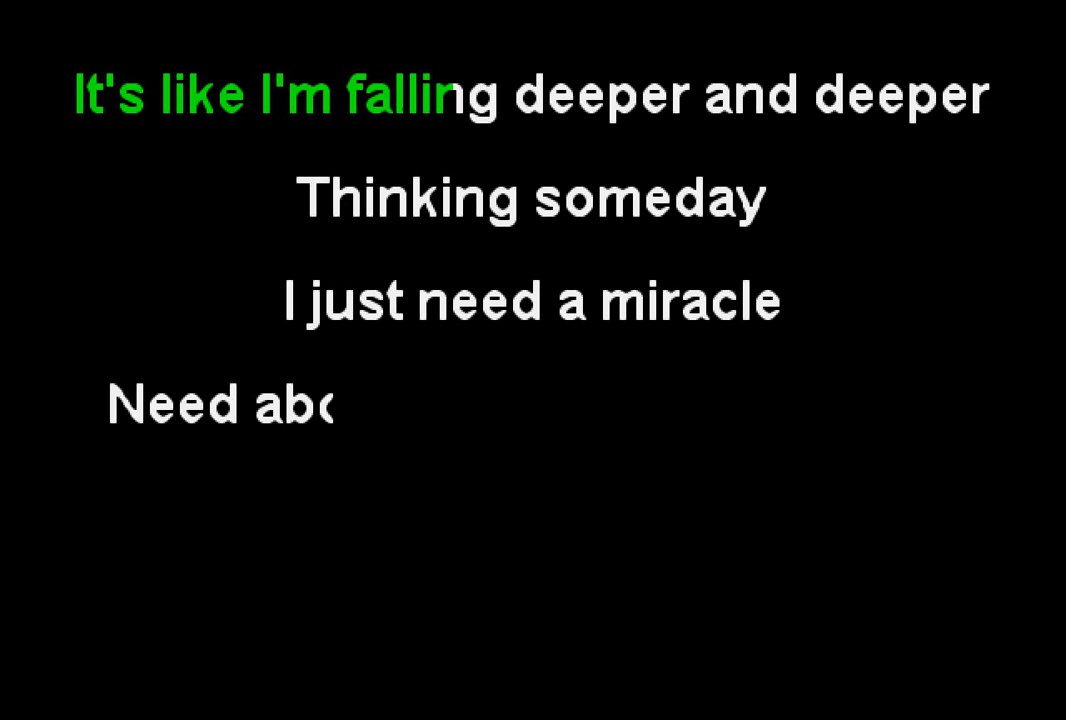 It's like I'm falling deeper and deeper
Thinking someday
I just need a miracle
Need